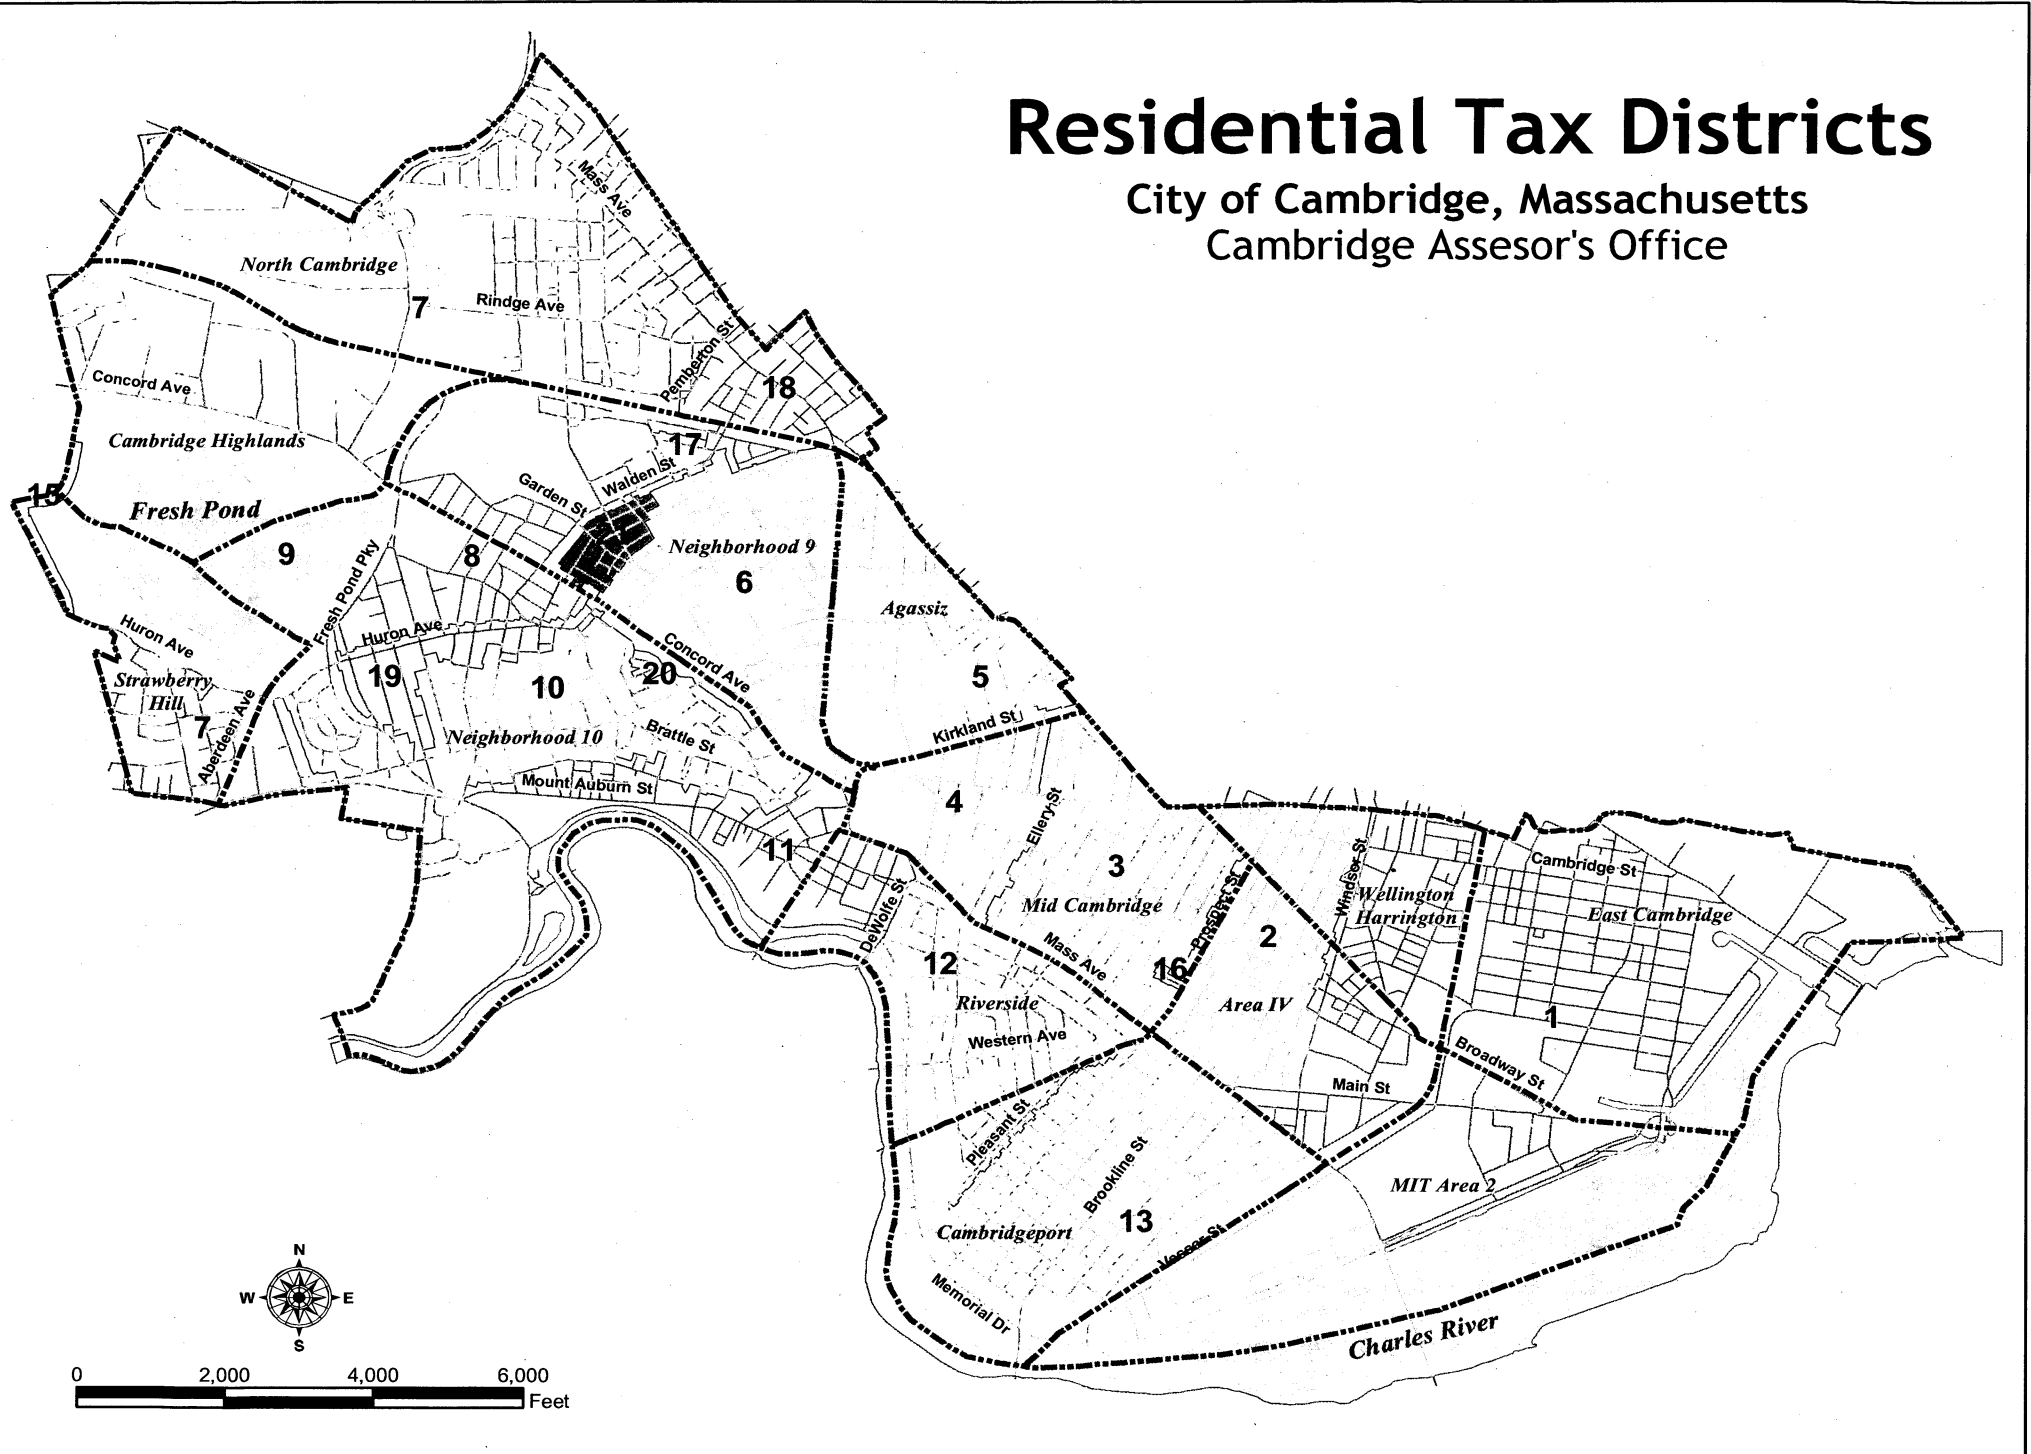 Residential Tax Districts
City of Cambridge, Massachusetts
Cambridge Assesor's Office
Mass Ave
North Cambridge
7
Rindge Ave
Pemberton St
18
Concord Ave
Cambridge Highlands
17
Walden St
Garden St
15
Fresh Pond
9
8
Neighborhood 9
6
Agassiz
Fresh Pond Pky
Huron Ave
Huron Ave
Concord Ave
Strawberry
Hill
7
Aberdeen Ave
19
10
20
5
Kirkland St
Neighborhood 10
Brattle St
Mount Auburn St
4
Ellery St
11
3
Mid Cambridge
DeWolfe St
Prospect St
Windsor St
Cambridge St
Wellington
Harrington
East Cambridge
2
12
Mass Ave
16
Riverside
Area IV
1
Western Ave
Broadway St
Main St
Pleasant St
Brookline St
MIT Area 2
Cambridgeport
13
Vassar St
Memorial Dr
Charles River
N
W
E
S
0
2,000
4,000
6,000
Feet